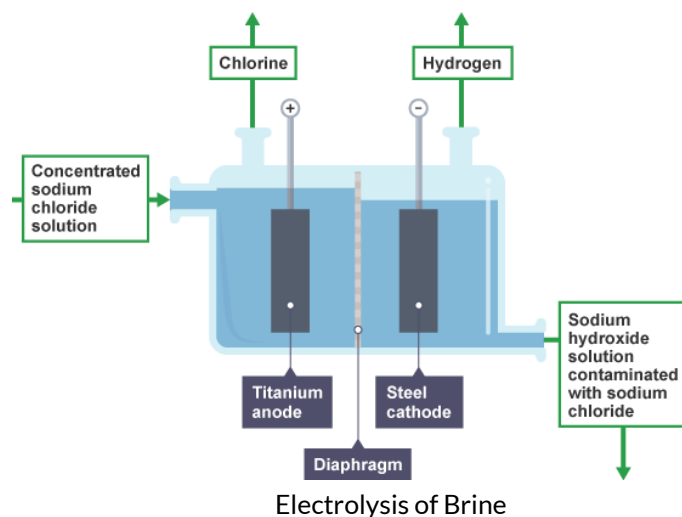 Chlorine
Hydrogen
+
−
Concentrated
sodium
chloride
solution
Sodium
hydroxide
solution
contaminated
with sodium
chloride
Titanium
anode
Steel
cathode
Diaphragm
Electrolysis of Brine